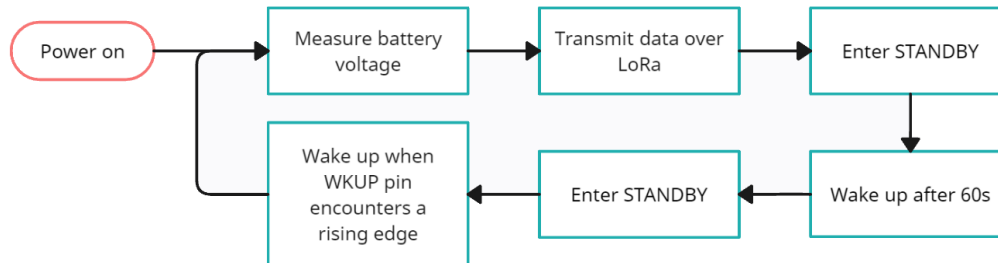 Power on
Measure battery
voltage
Transmit data over
LoRa
Enter STANDBY
Wake up after 60s
Enter STANDBY
Wake up when
WKUP pin
encounters a
rising edge